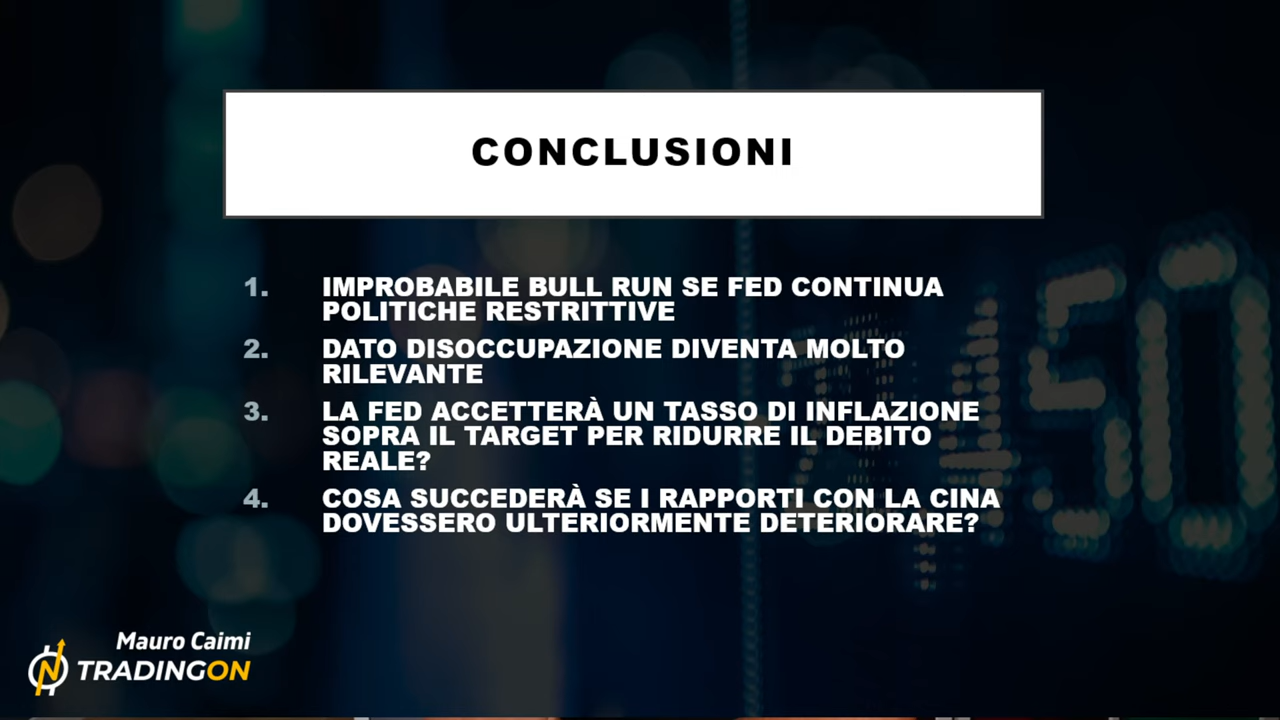 CONCLUSIONI
1. IMPROBABILE BULL RUN SE FED CONTINUA
POLITICHE RESTRITTIVE
2. DATO DISOCCUPAZIONE DIVENTA MOLTO
RILEVANTE
3. LA FED ACCETTERÀ UN TASSO DI INFLAZIONE
SOPRA IL TARGET PER RIDURRE IL DEBITO
REALE?
4. COSA SUCCEDERÀ SE I RAPPORTI CON LA CINA
DOVESSERO ULTERIORMENTE DETERIORARE?
450
Mauro Caimi
TRADINGON